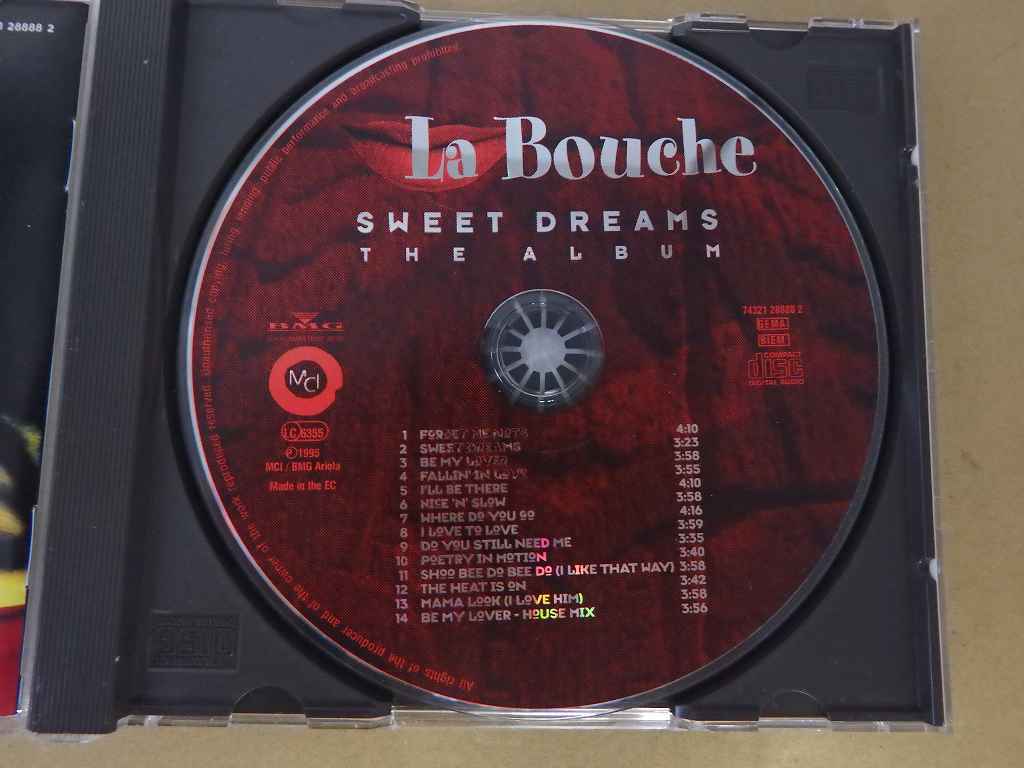 28888 2
La Bouche
SWEET DREAMS
THE ALBUM
BMG
MCI
LC 6355
℗ 1995
MCI / BMG Ariola
Made in the EC
74321 28888 2
GEMA
BIEM
COMPACT
disc
DIGITAL AUDIO
1 FORGET ME NOTS 4:10
2 SWEET DREAMS 3:23
3 BE MY LOVER 3:58
4 FALLIN' IN LOVE 3:55
5 I'LL BE THERE 4:10
6 NICE 'N' SLOW 3:58
7 WHERE DO YOU GO 4:16
8 I LOVE TO LOVE 3:59
9 DO YOU STILL NEED ME 3:35
10 POETRY IN MOTION 3:40
11 SHOO BEE DO BEE DO (I LIKE THAT WAY) 3:58
12 THE HEAT IS ON 3:42
13 MAMA LOOK (I LOVE HIM) 3:58
14 BE MY LOVER - HOUSE MIX 3:56
All rights of the producer and of the owner of the work reproduced reserved. Unauthorized copying, hiring, lending, public performance and broadcasting prohibited.
disc